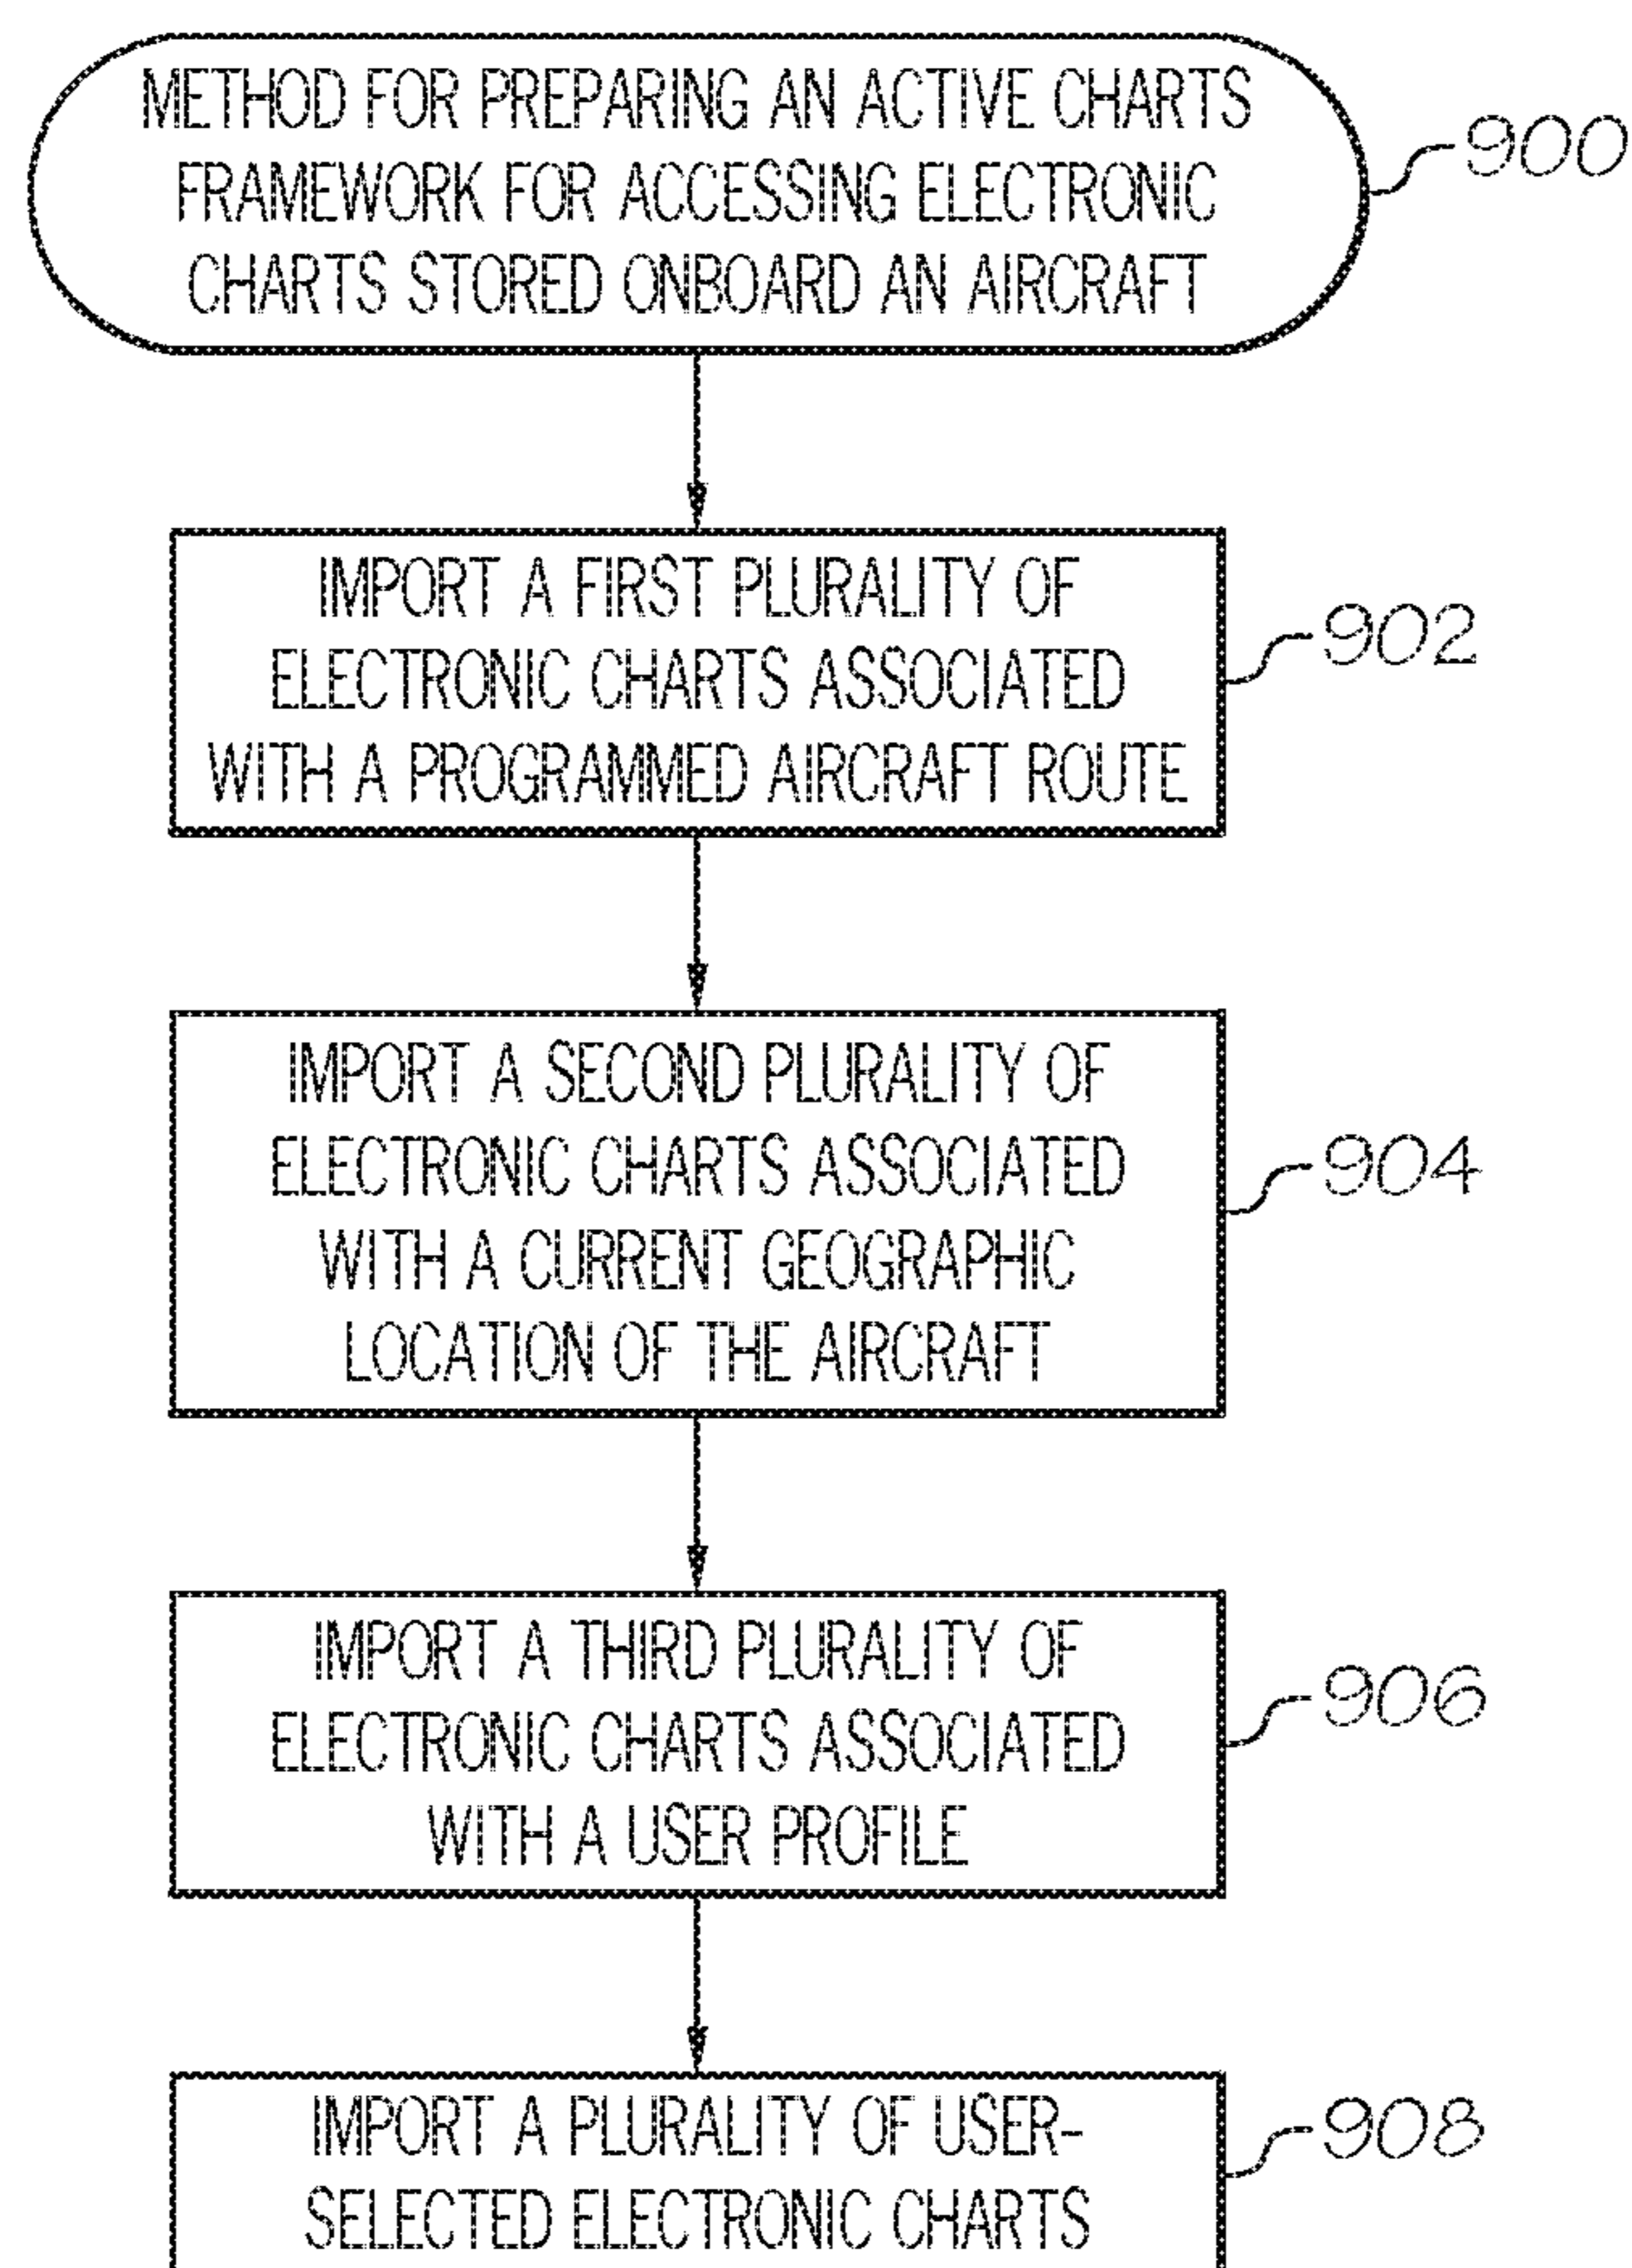 METHOD FOR PREPARING AN ACTIVE CHARTS
FRAMEWORK FOR ACCESSING ELECTRONIC
CHARTS STORED ONBOARD AN AIRCRAFT
900
IMPORT A FIRST PLURALITY OF
ELECTRONIC CHARTS ASSOCIATED
WITH A PROGRAMMED AIRCRAFT ROUTE
902
IMPORT A SECOND PLURALITY OF
ELECTRONIC CHARTS ASSOCIATED
WITH A CURRENT GEOGRAPHIC
LOCATION OF THE AIRCRAFT
904
IMPORT A THIRD PLURALITY OF
ELECTRONIC CHARTS ASSOCIATED
WITH A USER PROFILE
906
IMPORT A PLURALITY OF USER-
SELECTED ELECTRONIC CHARTS
908